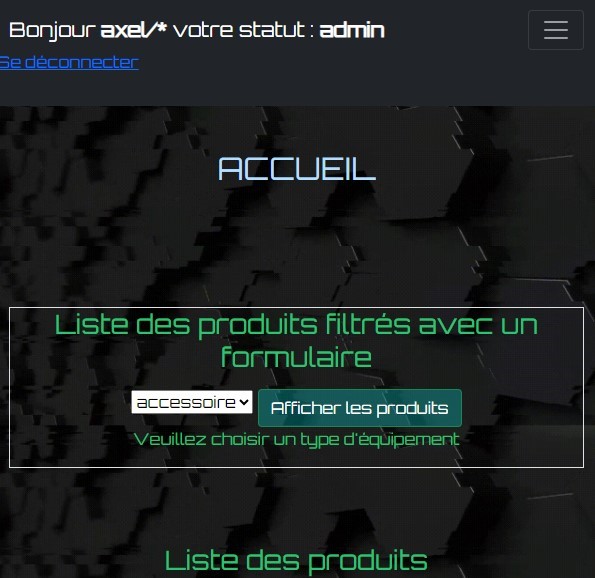 Bonjour axel/* votre statut : admin
Se déconnecter
ACCUEIL
Liste des produits filtrés avec un
formulaire
accessoire Afficher les produits
Veuillez choisir un type d'équipement
Liste des produits